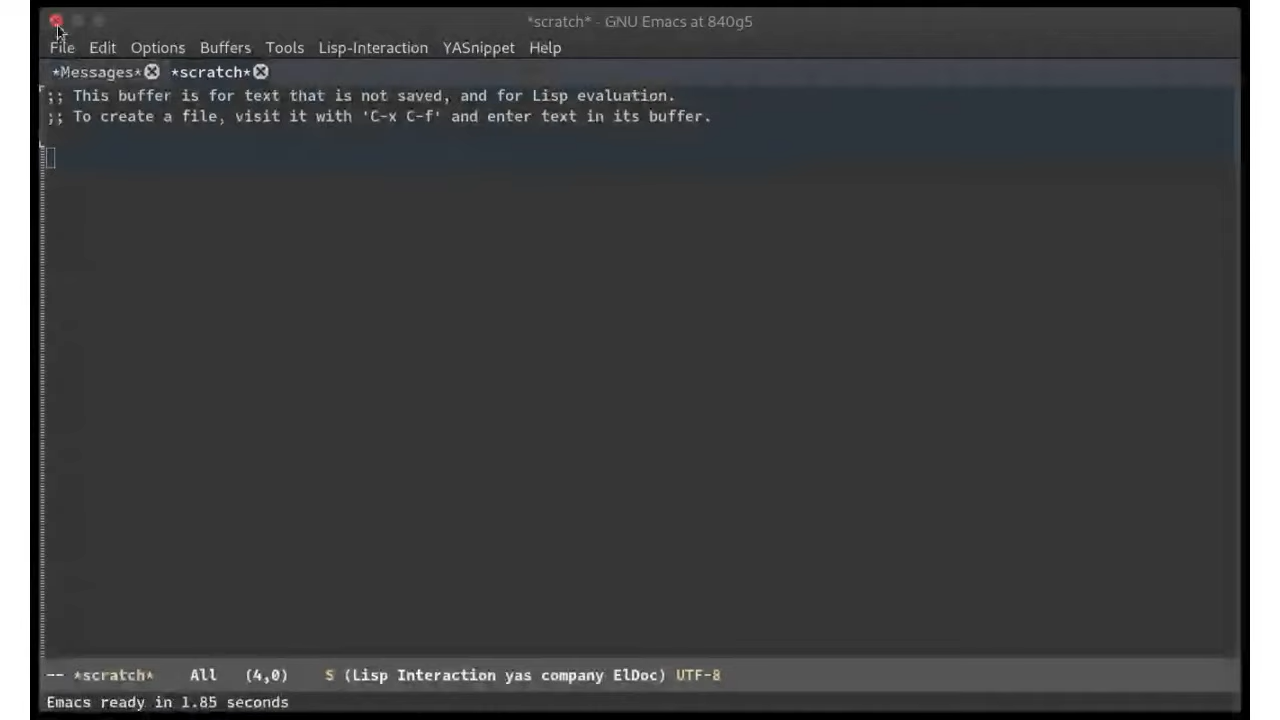 *scratch* - GNU Emacs at 840g5
File Edit Options Buffers Tools Lisp-Interaction YASnippet Help
*Messages* *scratch*
;; This buffer is for text that is not saved, and for Lisp evaluation.
;; To create a file, visit it with 'C-x C-f' and enter text in its buffer.
-- *scratch* All (4,0) S (Lisp Interaction yas company ElDoc) UTF-8
Emacs ready in 1.85 seconds